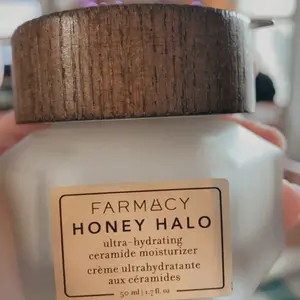 FARMACY
HONEY HALO
ultra-hydrating
ceramide moisturizer
crème ultrahydratante
aux céramides
50 ml | 1.7 fl. oz